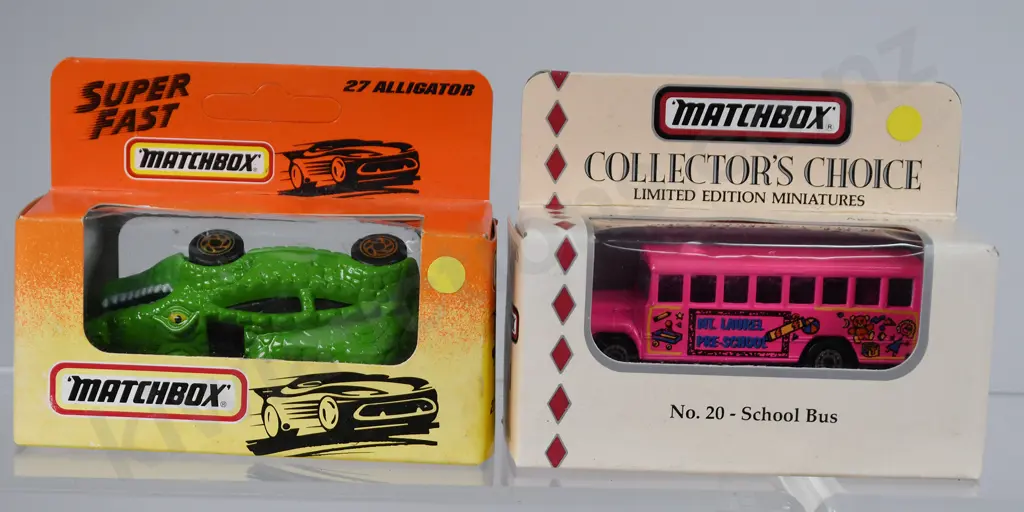 SUPER
FAST
27 ALLIGATOR
"MATCHBOX"
"MATCHBOX"
"MATCHBOX"®
COLLECTOR'S CHOICE
LIMITED EDITION MINIATURES
MT. LAUREL
PRE-SCHOOL
No. 20 - School Bus